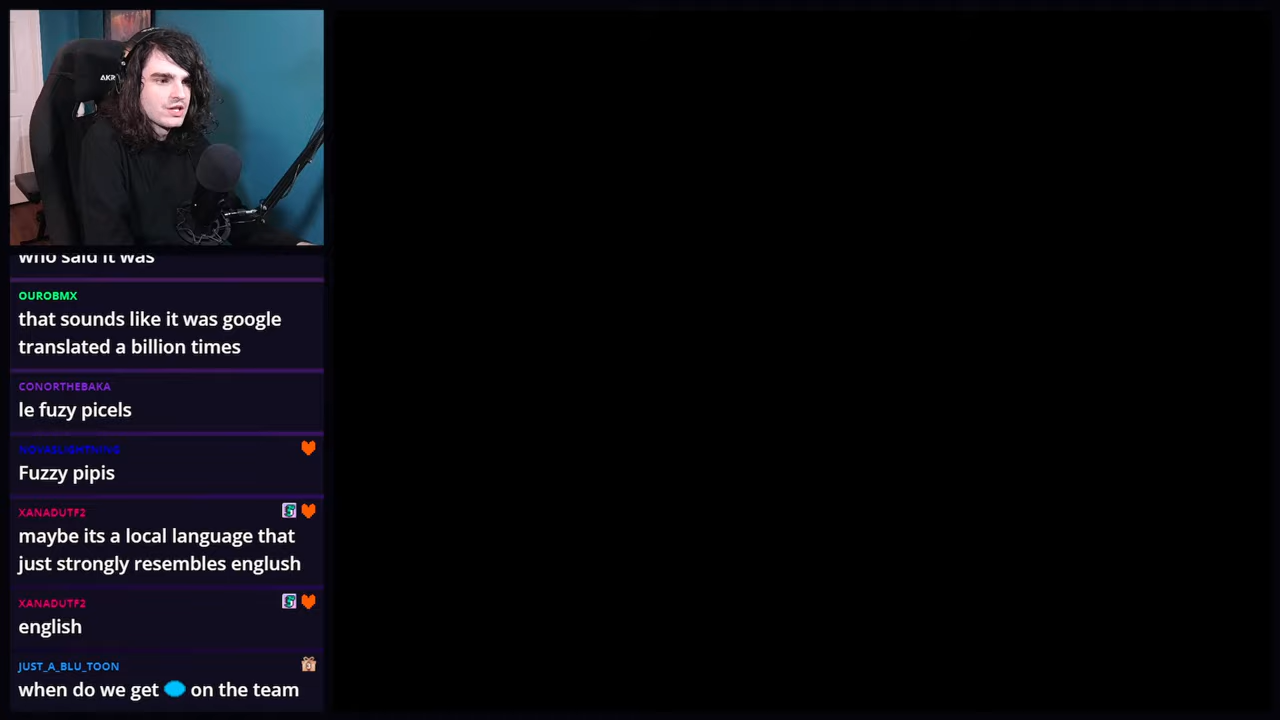 AKR
who said it was
OUROBMX
that sounds like it was google
translated a billion times
CONORTHEBAKA
le fuzy picels
NOVASLIGHTNING
Fuzzy pipis
XANADUTF2
maybe its a local language that
just strongly resembles englush
XANADUTF2
english
JUST_A_BLU_TOON
when do we get on the team